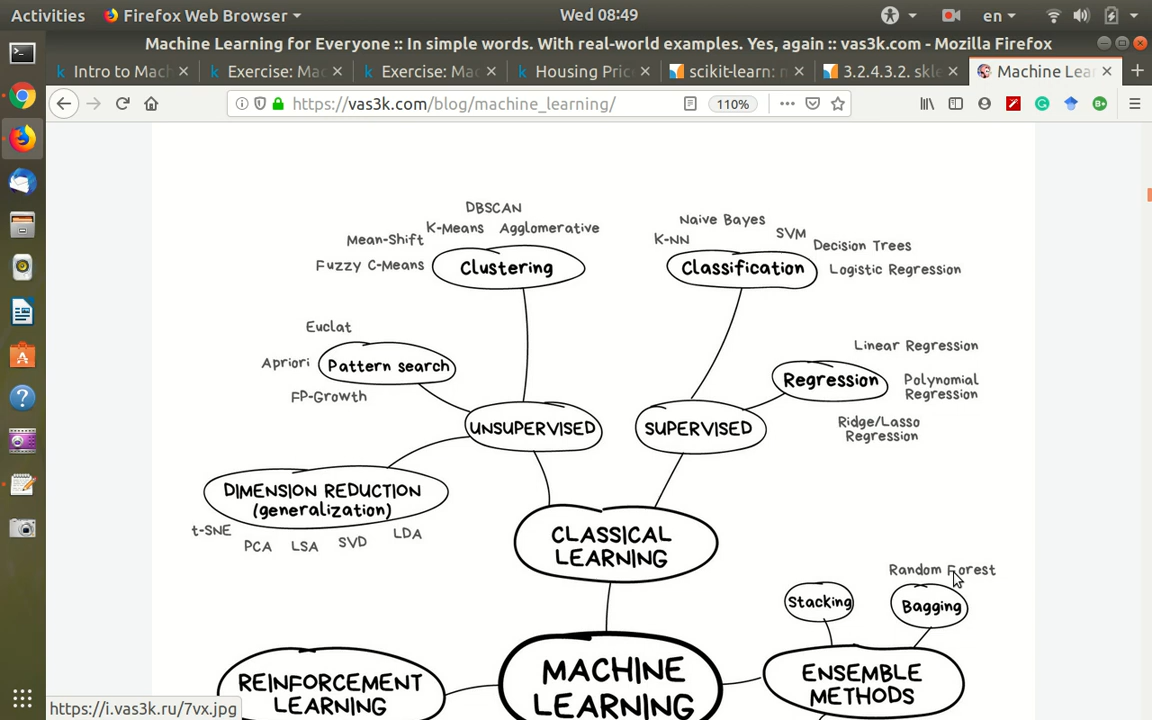 Activities
Firefox Web Browser
Wed 08:49
en
Machine Learning for Everyone :: In simple words. With real-world examples. Yes, again :: vas3k.com - Mozilla Firefox
Intro to Mach
Exercise: Mac
Exercise: Mac
Housing Price
scikit-learn: m
3.2.4.3.2. skle
Machine Lear
https://vas3k.com/blog/machine_learning/
110%
DBSCAN
K-Means
Agglomerative
Mean-Shift
Fuzzy C-Means
Clustering
Naive Bayes
K-NN
SVM
Decision Trees
Classification
Logistic Regression
Euclat
Apriori
Pattern search
FP-Growth
Linear Regression
Regression
Polynomial
Regression
Ridge/Lasso
Regression
UNSUPERVISED
SUPERVISED
DIMENSION REDUCTION
(generalization)
t-SNE
PCA
LSA
SVD
LDA
CLASSICAL
LEARNING
Random Forest
Stacking
Bagging
REINFORCEMENT
LEARNING
MACHINE
LEARNING
ENSEMBLE
METHODS
https://i.vas3k.ru/7vx.jpg